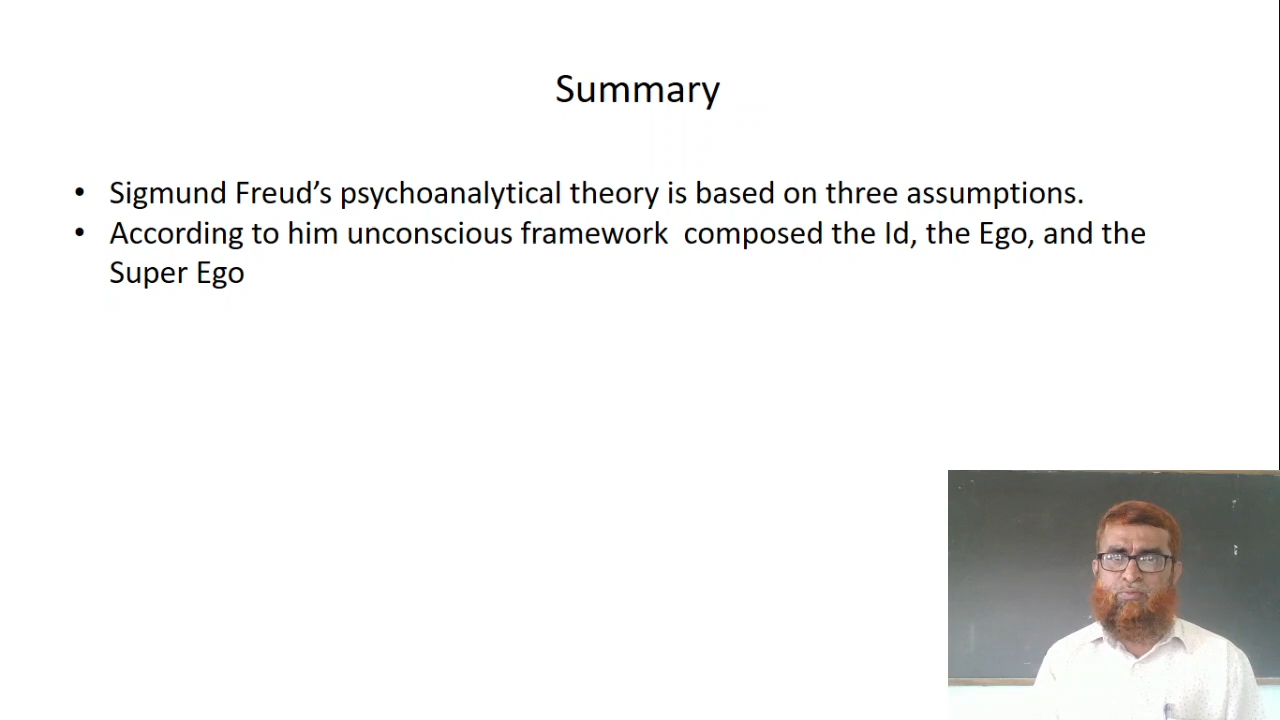 Summary
• Sigmund Freud’s psychoanalytical theory is based on three assumptions.
• According to him unconscious framework  composed the Id, the Ego, and the
Super Ego